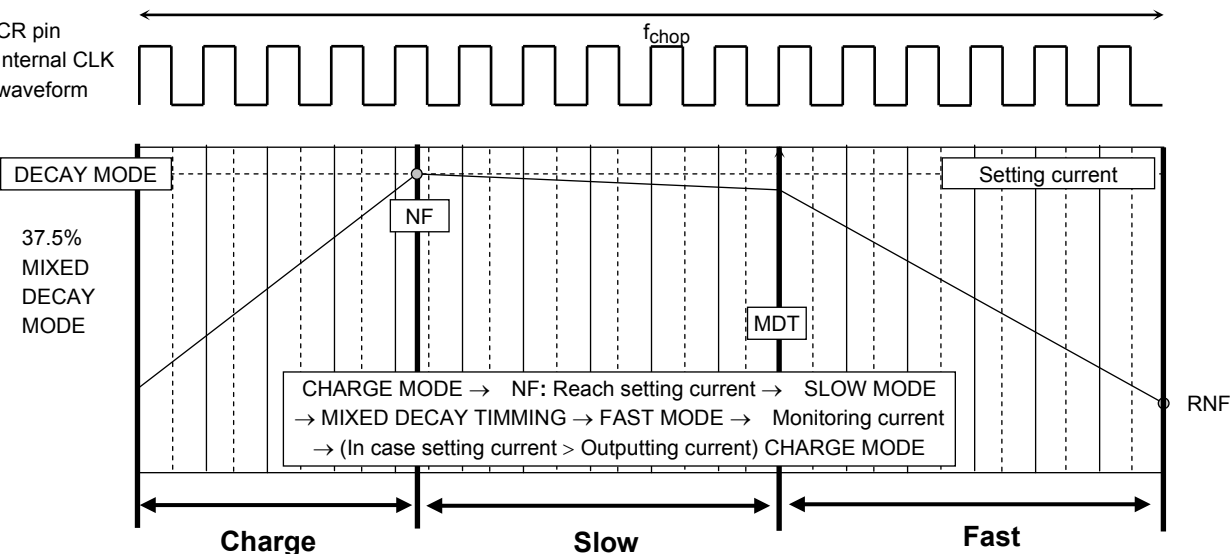 CR pin
nternal CLK
waveform
fchop
DECAY MODE
Setting current
NF
37.5%
MIXED
DECAY
MODE
MDT
CHARGE MODE → NF: Reach setting current → SLOW MODE
→ MIXED DECAY TIMMING → FAST MODE → Monitoring current
→ (In case setting current > Outputting current) CHARGE MODE
RNF
Charge
Slow
Fast